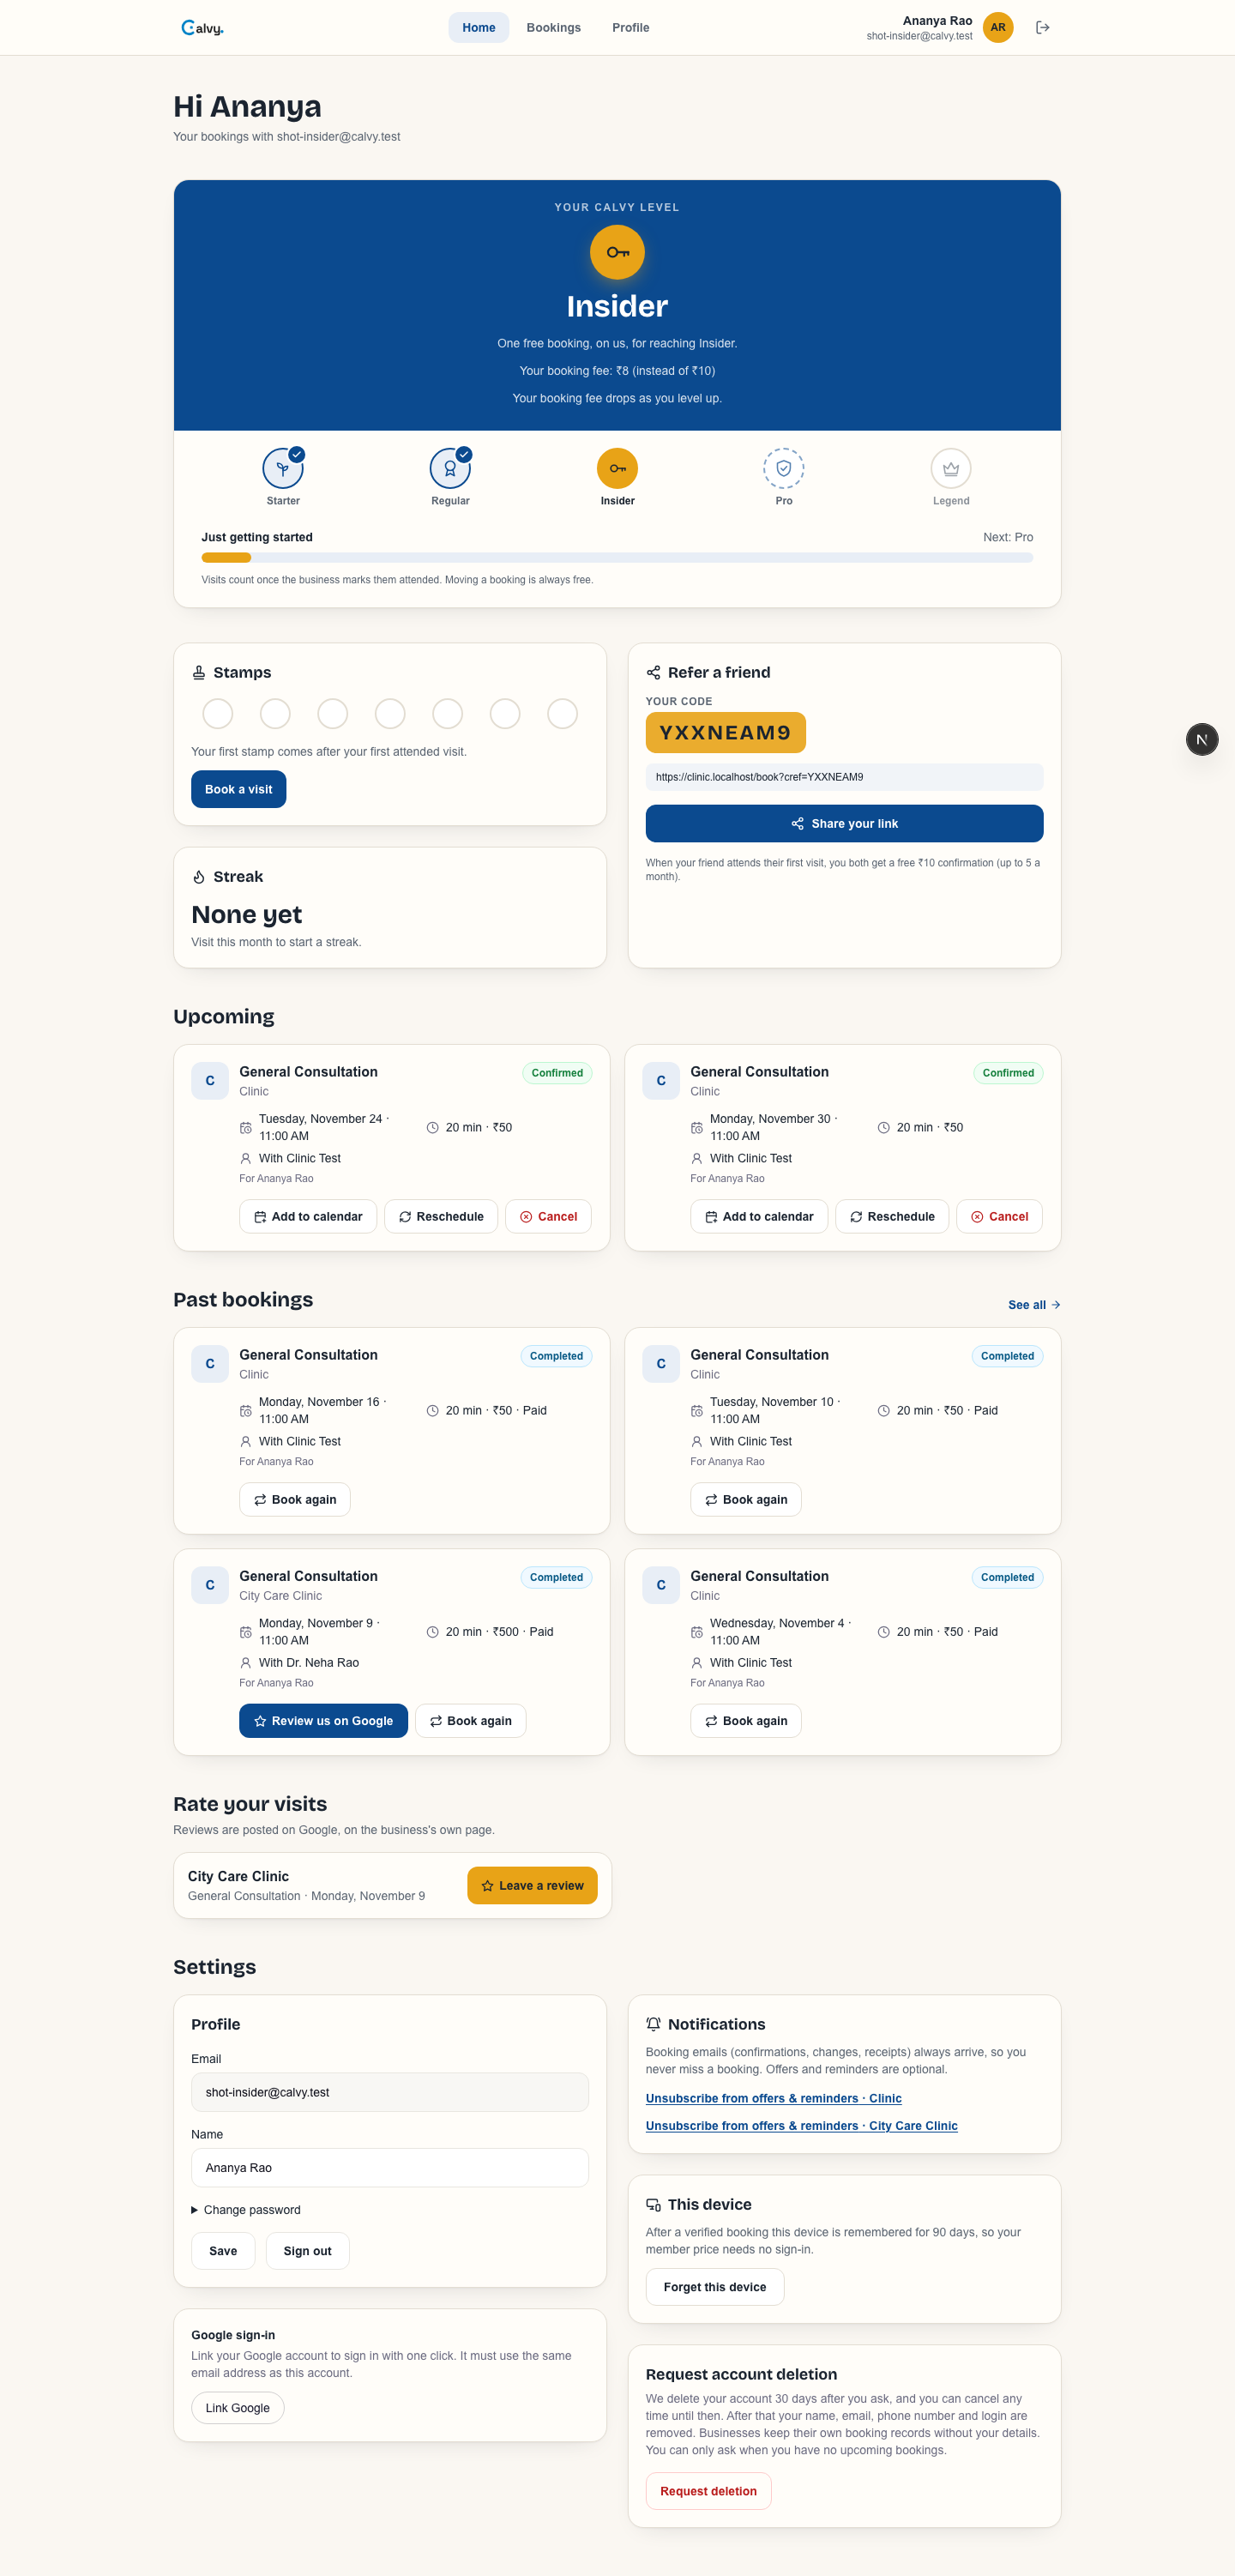 Calvy.
Home
Bookings
Profile
Ananya Rao
shot-insider@calvy.test
AR
Hi Ananya
Your bookings with shot-insider@calvy.test
YOUR CALVY LEVEL
Insider
One free booking, on us, for reaching Insider.
Your booking fee: ₹8 (instead of ₹10)
Your booking fee drops as you level up.
Starter
Regular
Insider
Pro
Legend
Just getting started
Next: Pro
Visits count once the business marks them attended. Moving a booking is always free.
Stamps
Your first stamp comes after your first attended visit.
Book a visit
Streak
None yet
Visit this month to start a streak.
Refer a friend
YOUR CODE
YXXNEAM9
https://clinic.localhost/book?cref=YXXNEAM9
Share your link
When your friend attends their first visit, you both get a free ₹10 confirmation (up to 5 a
month).
N
Upcoming
C
General Consultation
Confirmed
Clinic
Tuesday, November 24 ·
11:00 AM
20 min · ₹50
With Clinic Test
For Ananya Rao
Add to calendar
Reschedule
Cancel
C
General Consultation
Confirmed
Clinic
Monday, November 30 ·
11:00 AM
20 min · ₹50
With Clinic Test
For Ananya Rao
Add to calendar
Reschedule
Cancel
Past bookings
See all
C
General Consultation
Completed
Clinic
Monday, November 16 ·
11:00 AM
20 min · ₹50 · Paid
With Clinic Test
For Ananya Rao
Book again
C
General Consultation
Completed
Clinic
Tuesday, November 10 ·
11:00 AM
20 min · ₹50 · Paid
With Clinic Test
For Ananya Rao
Book again
C
General Consultation
Completed
City Care Clinic
Monday, November 9 ·
11:00 AM
20 min · ₹500 · Paid
With Dr. Neha Rao
For Ananya Rao
Review us on Google
Book again
C
General Consultation
Completed
Clinic
Wednesday, November 4 ·
11:00 AM
20 min · ₹50 · Paid
With Clinic Test
For Ananya Rao
Book again
Rate your visits
Reviews are posted on Google, on the business's own page.
City Care Clinic
General Consultation · Monday, November 9
Leave a review
Settings
Profile
Email
shot-insider@calvy.test
Name
Ananya Rao
Change password
Save
Sign out
Google sign-in
Link your Google account to sign in with one click. It must use the same
email address as this account.
Link Google
Notifications
Booking emails (confirmations, changes, receipts) always arrive, so you
never miss a booking. Offers and reminders are optional.
Unsubscribe from offers & reminders · Clinic
Unsubscribe from offers & reminders · City Care Clinic
This device
After a verified booking this device is remembered for 90 days, so your
member price needs no sign-in.
Forget this device
Request account deletion
We delete your account 30 days after you ask, and you can cancel any
time until then. After that your name, email, phone number and login are
removed. Businesses keep their own booking records without your details.
You can only ask when you have no upcoming bookings.
Request deletion